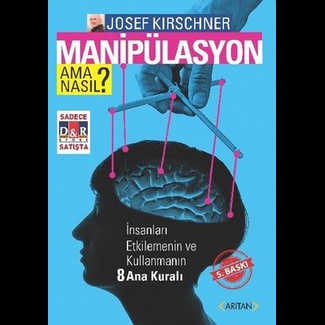 JOSEF KIRSCHNER
MANİPÜLASYON
AMA
NASIL?
SADECE
D&R
SATIŞTA
İnsanları
Etkilemenin ve
Kullanmanın
8 Ana Kuralı
5. BASKI
ARITAN